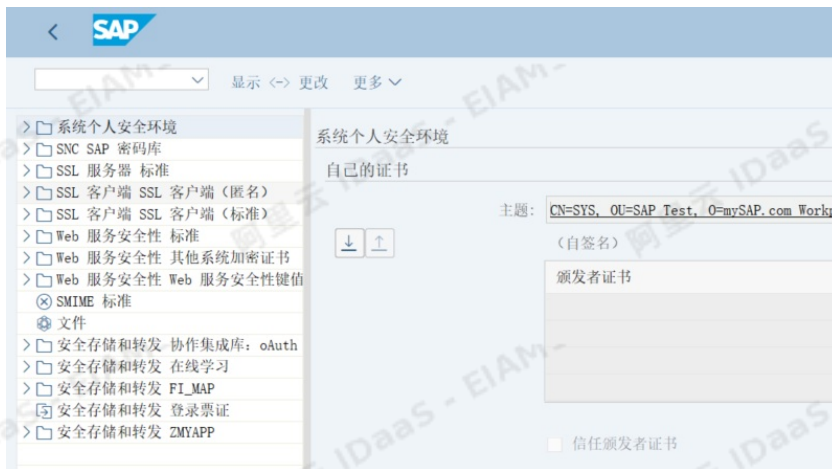 SAP
显示 <-> 更改 更多
系统个人安全环境
SNC SAP 密码库
SSL 服务器 标准
SSL 客户端 SSL 客户端（匿名）
SSL 客户端 SSL 客户端（标准）
Web 服务安全性 标准
Web 服务安全性 其他系统加密证书
Web 服务安全性 Web 服务安全性键值
SMIME 标准
文件
安全存储和转发 协作集成库: oAuth
安全存储和转发 在线学习
安全存储和转发 FI_MAP
安全存储和转发 登录票证
安全存储和转发 ZMYAPP
系统个人安全环境
自己的证书
主题: CN=SYS, OU=SAP Test, O=mySAP.com Workp
（自签名）
颁发者证书
信任颁发者证书
阿里云 IDaaS - EIAM